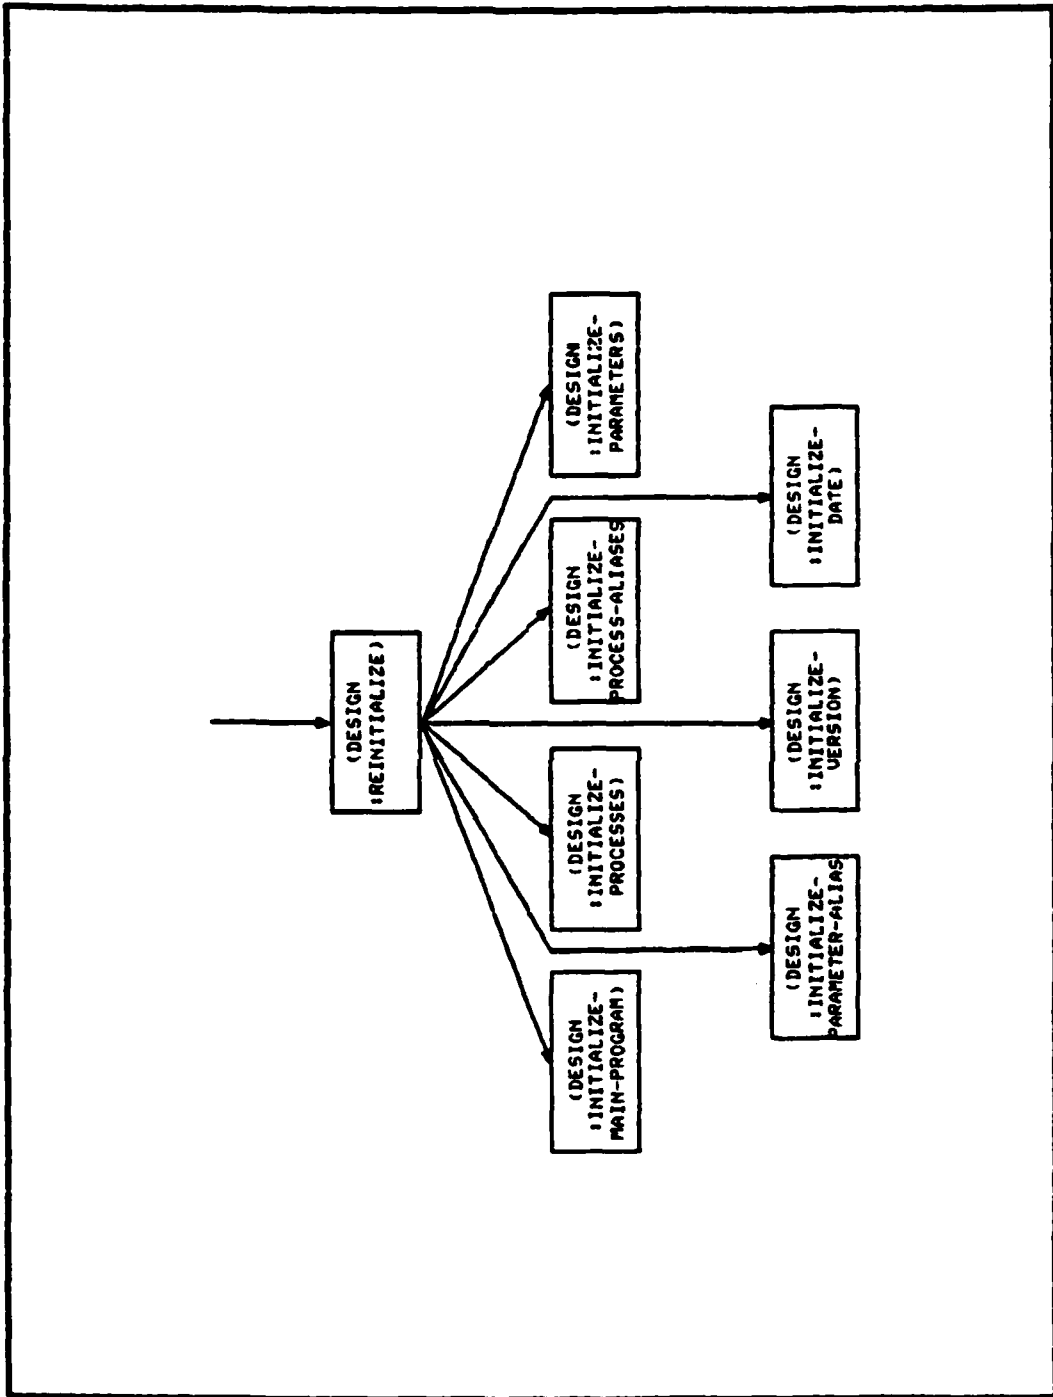 (DESIGN
:REINITIALIZE)
(DESIGN
:INITIALIZE-
MAIN-PROGRAM)
(DESIGN
:INITIALIZE-
PROCESSES)
(DESIGN
:INITIALIZE-
PROCESS-ALIASES
(DESIGN
:INITIALIZE-
PARAMETERS)
(DESIGN
:INITIALIZE-
PARAMETER-ALIAS
(DESIGN
:INITIALIZE-
VERSION)
(DESIGN
:INITIALIZE-
DATE)